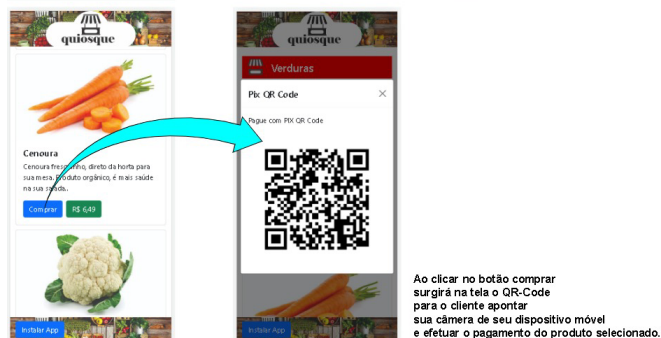 quiosque
Cenoura
Cenoura fresquinho, direto da horta para
sua mesa. Produto orgânico, é mais saúde
na sua salada..
Comprar
R$ 6,49
Instalar App
quiosque
Verduras
Pix QR Code
×
Pague com PIX QR Code
Instalar App
Ao clicar no botão comprar
surgirá na tela o QR-Code
para o cliente apontar
sua câmera de seu dispositivo móvel
e efetuar o pagamento do produto selecionado.